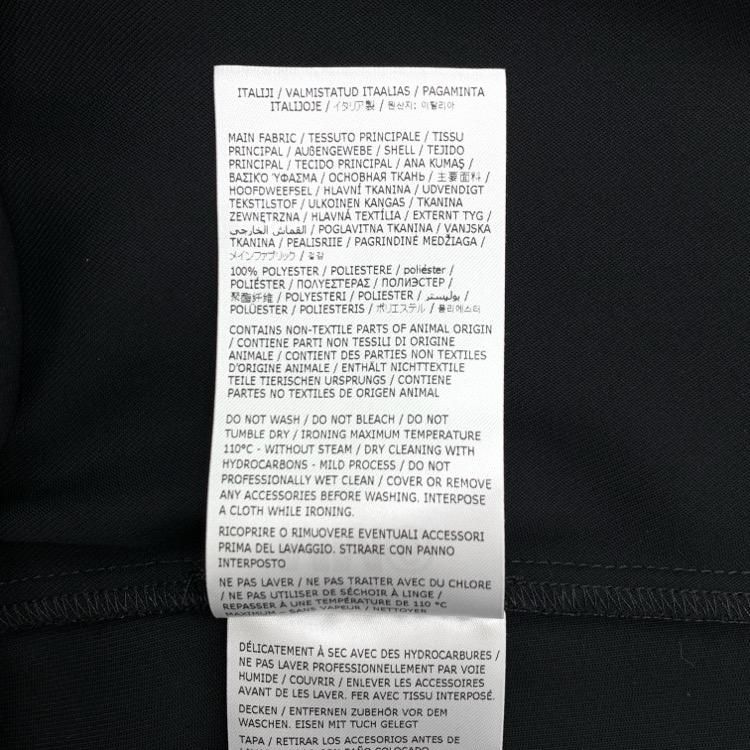 ITALIJI / VALMISTATUD ITAALIAS / PAGAMINTA
ITALIJOJE / イタリア製 / 원산지: 이탈리아
MAIN FABRIC / TESSUTO PRINCIPALE / TISSU
PRINCIPAL / AUßENGEWEBE / SHELL / TEJIDO
PRINCIPAL / TECIDO PRINCIPAL / ANA KUMAŞ /
ΒΑΣΙΚΌ ΎΦΑΣΜΑ / ОСНОВНАЯ ТКАНЬ / 主要面料 /
HOOFDWEEFSEL / HLAVNÍ TKANINA / UDVENDIGT
TEKSTILSTOF / ULKOINEN KANGAS / TKANINA
ZEWNĘTRZNA / HLAVNÁ TEXTÍLIA / EXTERNT TYG /
القماش الخارجي / POGLAVITNA TKANINA / VANJSKA
TKANINA / PEALISRIIE / PAGRINDINĖ MEDŽIAGA /
メインファブリック / 겉감
100% POLYESTER / POLIESTERE / poliéster /
POLIÉSTER / ΠΟΛΥΕΣΤΕΡΑΣ / ПОЛИЭСТЕР /
聚酯纤维 / POLYESTERI / POLIESTER / بوليستر /
POLÜESTER / POLIESTERIS / ポリエステル / 폴리에스터
CONTAINS NON-TEXTILE PARTS OF ANIMAL ORIGIN
/ CONTIENE PARTI NON TESSILI DI ORIGINE
ANIMALE / CONTIENT DES PARTIES NON TEXTILES
D'ORIGINE ANIMALE / ENTHÄLT NICHTTEXTILE
TEILE TIERISCHEN URSPRUNGS / CONTIENE
PARTES NO TEXTILES DE ORIGEN ANIMAL
DO NOT WASH / DO NOT BLEACH / DO NOT
TUMBLE DRY / IRONING MAXIMUM TEMPERATURE
110°C - WITHOUT STEAM / DRY CLEANING WITH
HYDROCARBONS - MILD PROCESS / DO NOT
PROFESSIONALLY WET CLEAN / COVER OR REMOVE
ANY ACCESSORIES BEFORE WASHING. INTERPOSE
A CLOTH WHILE IRONING.
RICOPRIRE O RIMUOVERE EVENTUALI ACCESSORI
PRIMA DEL LAVAGGIO. STIRARE CON PANNO
INTERPOSTO
NE PAS LAVER / NE PAS TRAITER AVEC DU CHLORE
/ NE PAS UTILISER DE SÉCHOIR À LINGE /
REPASSER À UNE TEMPÉRATURE DE 110 °C
MAXIMUM – SANS VAPEUR / NETTOYER
DÉLICATEMENT À SEC AVEC DES HYDROCARBURES /
NE PAS LAVER PROFESSIONNELLEMENT PAR VOIE
HUMIDE / COUVRIR / ENLEVER LES ACCESSOIRES
AVANT DE LES LAVER. FER AVEC TISSU INTERPOSÉ.
DECKEN / ENTFERNEN ZUBEHÖR VOR DEM
WASCHEN. EISEN MIT TUCH GELEGT
TAPA / RETIRAR LOS ACCESORIOS ANTES DE